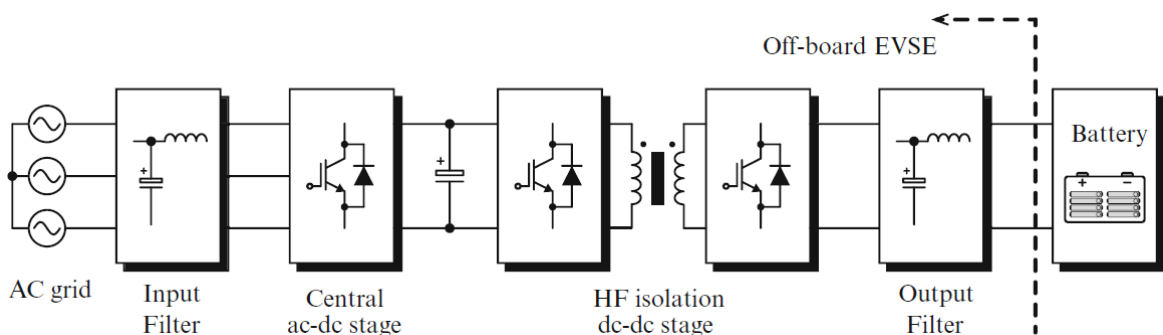 Off-board EVSE
Battery
AC grid
Input
Filter
Central
ac-dc stage
HF isolation
dc-dc stage
Output
Filter
+
+
+
+ −